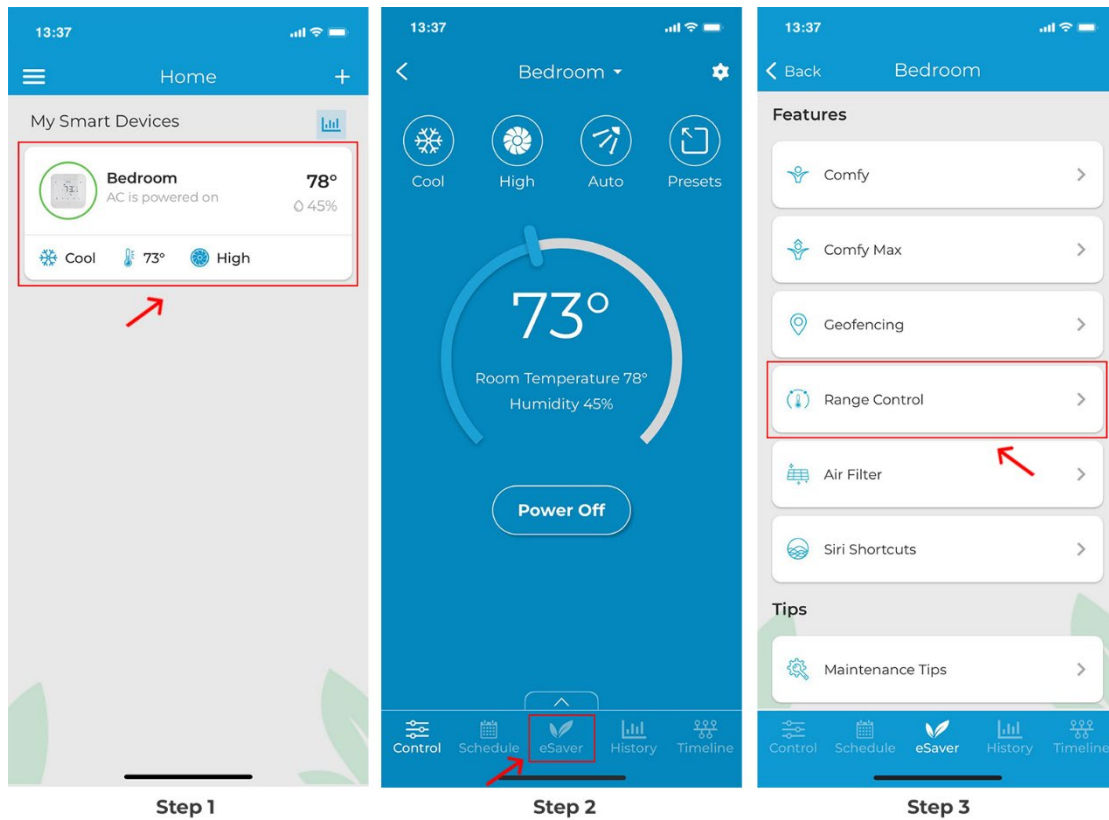 13:37
Home
My Smart Devices
Bedroom
AC is powered on
78°
45%
Cool
73°
High
Step 1
13:37
Bedroom
Cool
High
Auto
Presets
73°
Room Temperature 78°
Humidity 45%
Power Off
Control
Schedule
eSaver
History
Timeline
Step 2
13:37
Back
Bedroom
Features
Comfy
Comfy Max
Geofencing
Range Control
Air Filter
Siri Shortcuts
Tips
Maintenance Tips
Control
Schedule
eSaver
History
Timeline
Step 3